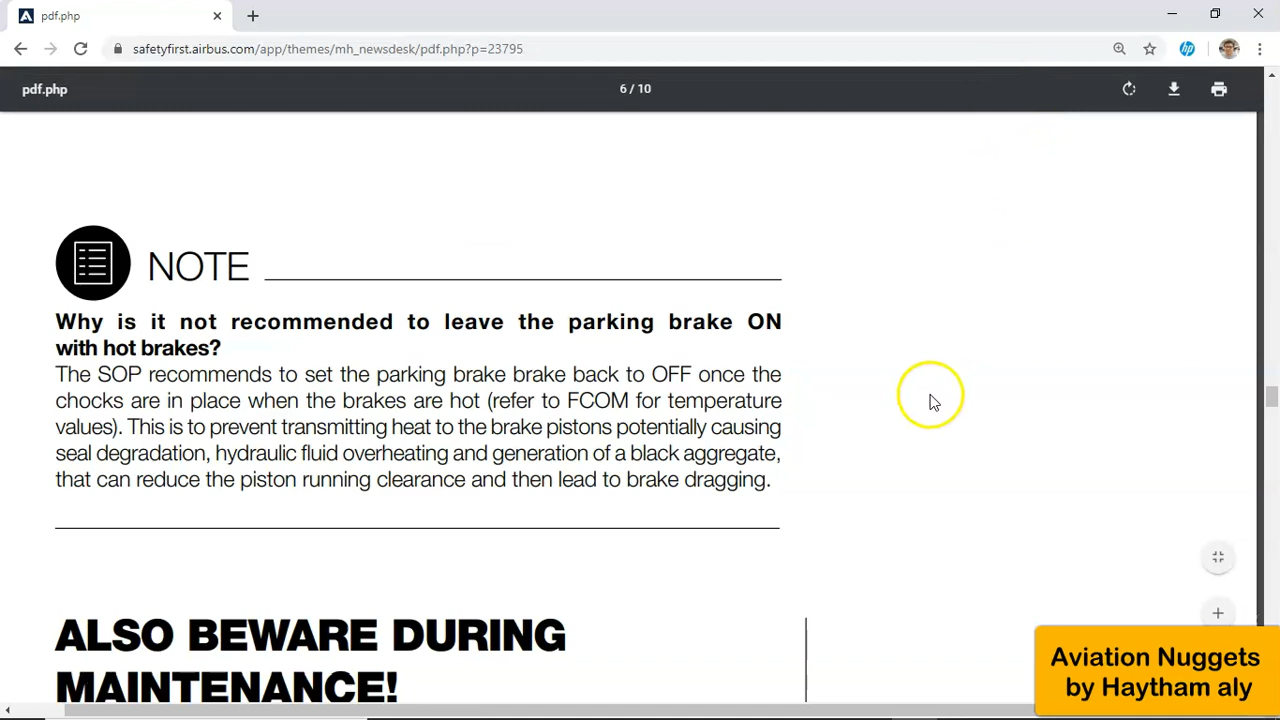 pdf.php
safetyfirst.airbus.com/app/themes/mh_newsdesk/pdf.php?p=23795
pdf.php
6 / 10
NOTE
Why is it not recommended to leave the parking brake ON
with hot brakes?
The SOP recommends to set the parking brake brake back to OFF once the
chocks are in place when the brakes are hot (refer to FCOM for temperature
values). This is to prevent transmitting heat to the brake pistons potentially causing
seal degradation, hydraulic fluid overheating and generation of a black aggregate,
that can reduce the piston running clearance and then lead to brake dragging.
ALSO BEWARE DURING
MAINTENANCE!
Aviation Nuggets
by Haytham aly